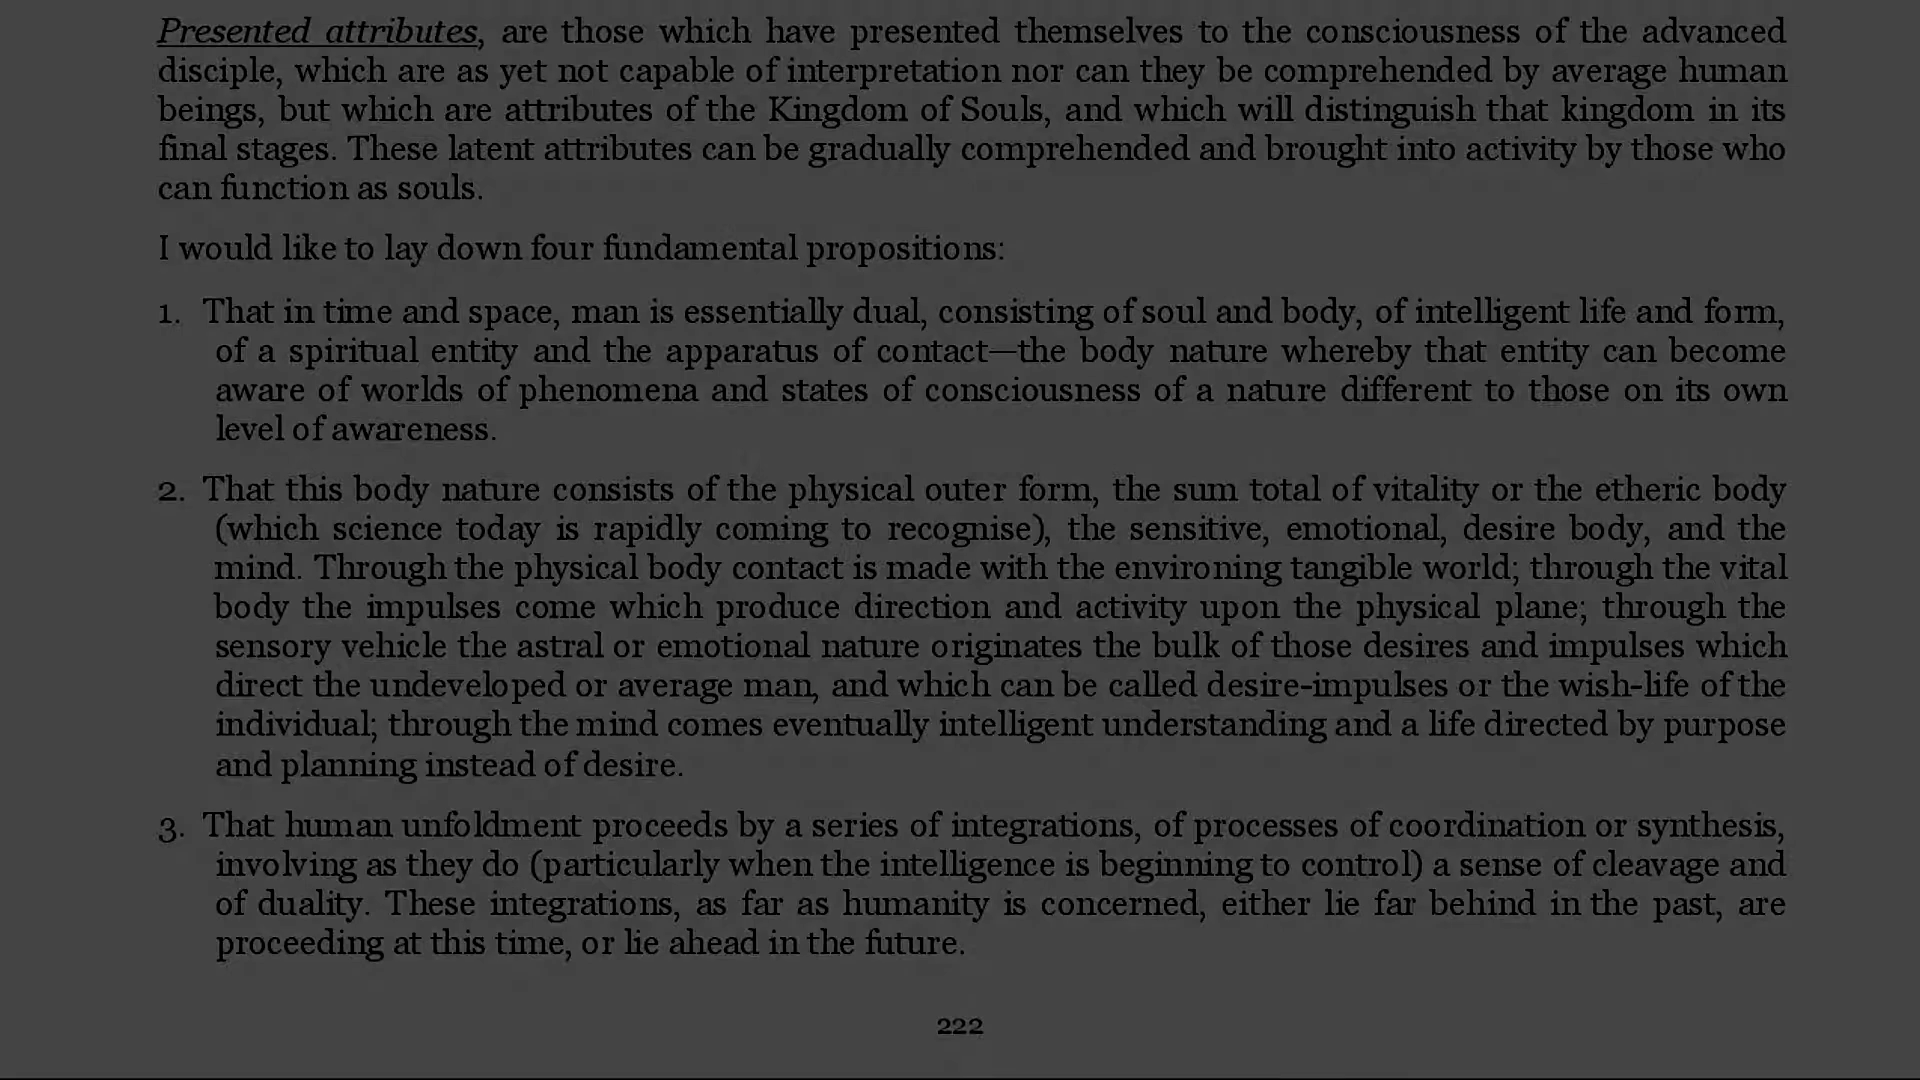 Presented attributes, are those which have presented themselves to the consciousness of the advanced
disciple, which are as yet not capable of interpretation nor can they be comprehended by average human
beings, but which are attributes of the Kingdom of Souls, and which will distinguish that kingdom in its
final stages. These latent attributes can be gradually comprehended and brought into activity by those who
can function as souls.
I would like to lay down four fundamental propositions:
1. That in time and space, man is essentially dual, consisting of soul and body, of intelligent life and form,
of a spiritual entity and the apparatus of contact—the body nature whereby that entity can become
aware of worlds of phenomena and states of consciousness of a nature different to those on its own
level of awareness.
2. That this body nature consists of the physical outer form, the sum total of vitality or the etheric body
(which science today is rapidly coming to recognise), the sensitive, emotional, desire body, and the
mind. Through the physical body contact is made with the environing tangible world; through the vital
body the impulses come which produce direction and activity upon the physical plane; through the
sensory vehicle the astral or emotional nature originates the bulk of those desires and impulses which
direct the undeveloped or average man, and which can be called desire-impulses or the wish-life of the
individual; through the mind comes eventually intelligent understanding and a life directed by purpose
and planning instead of desire.
3. That human unfoldment proceeds by a series of integrations, of processes of coordination or synthesis,
involving as they do (particularly when the intelligence is beginning to control) a sense of cleavage and
of duality. These integrations, as far as humanity is concerned, either lie far behind in the past, are
proceeding at this time, or lie ahead in the future.
222